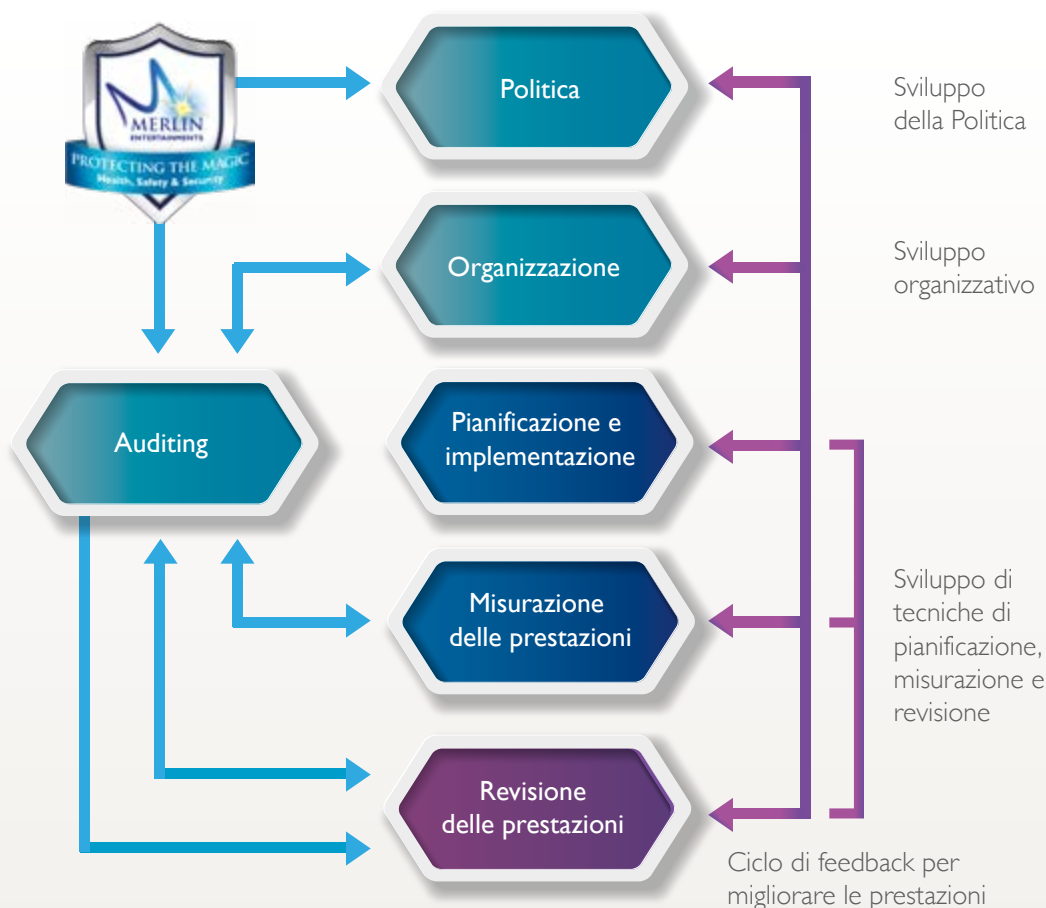 MERLIN
ENTERTAINMENTS
PROTECTING THE MAGIC
Health, Safety & Security
Politica
Sviluppo
della Politica
Organizzazione
Sviluppo
organizzativo
Auditing
Pianificazione e
implementazione
Misurazione
delle prestazioni
Sviluppo di
tecniche di
pianificazione,
misurazione e
revisione
Revisione
delle prestazioni
Ciclo di feedback per
migliorare le prestazioni